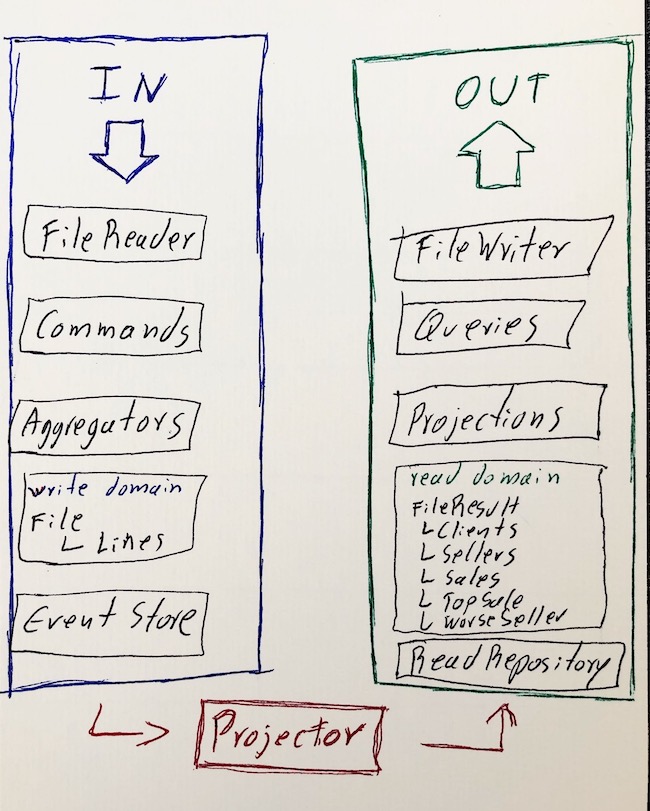 IN
FileReader
Commands
Aggregators
write domain
File
Lines
Event Store
OUT
FileWriter
Queries
Projections
read domain
FileResult
Clients
Sellers
Sales
TopSale
WorseSeller
ReadRepository
Projector